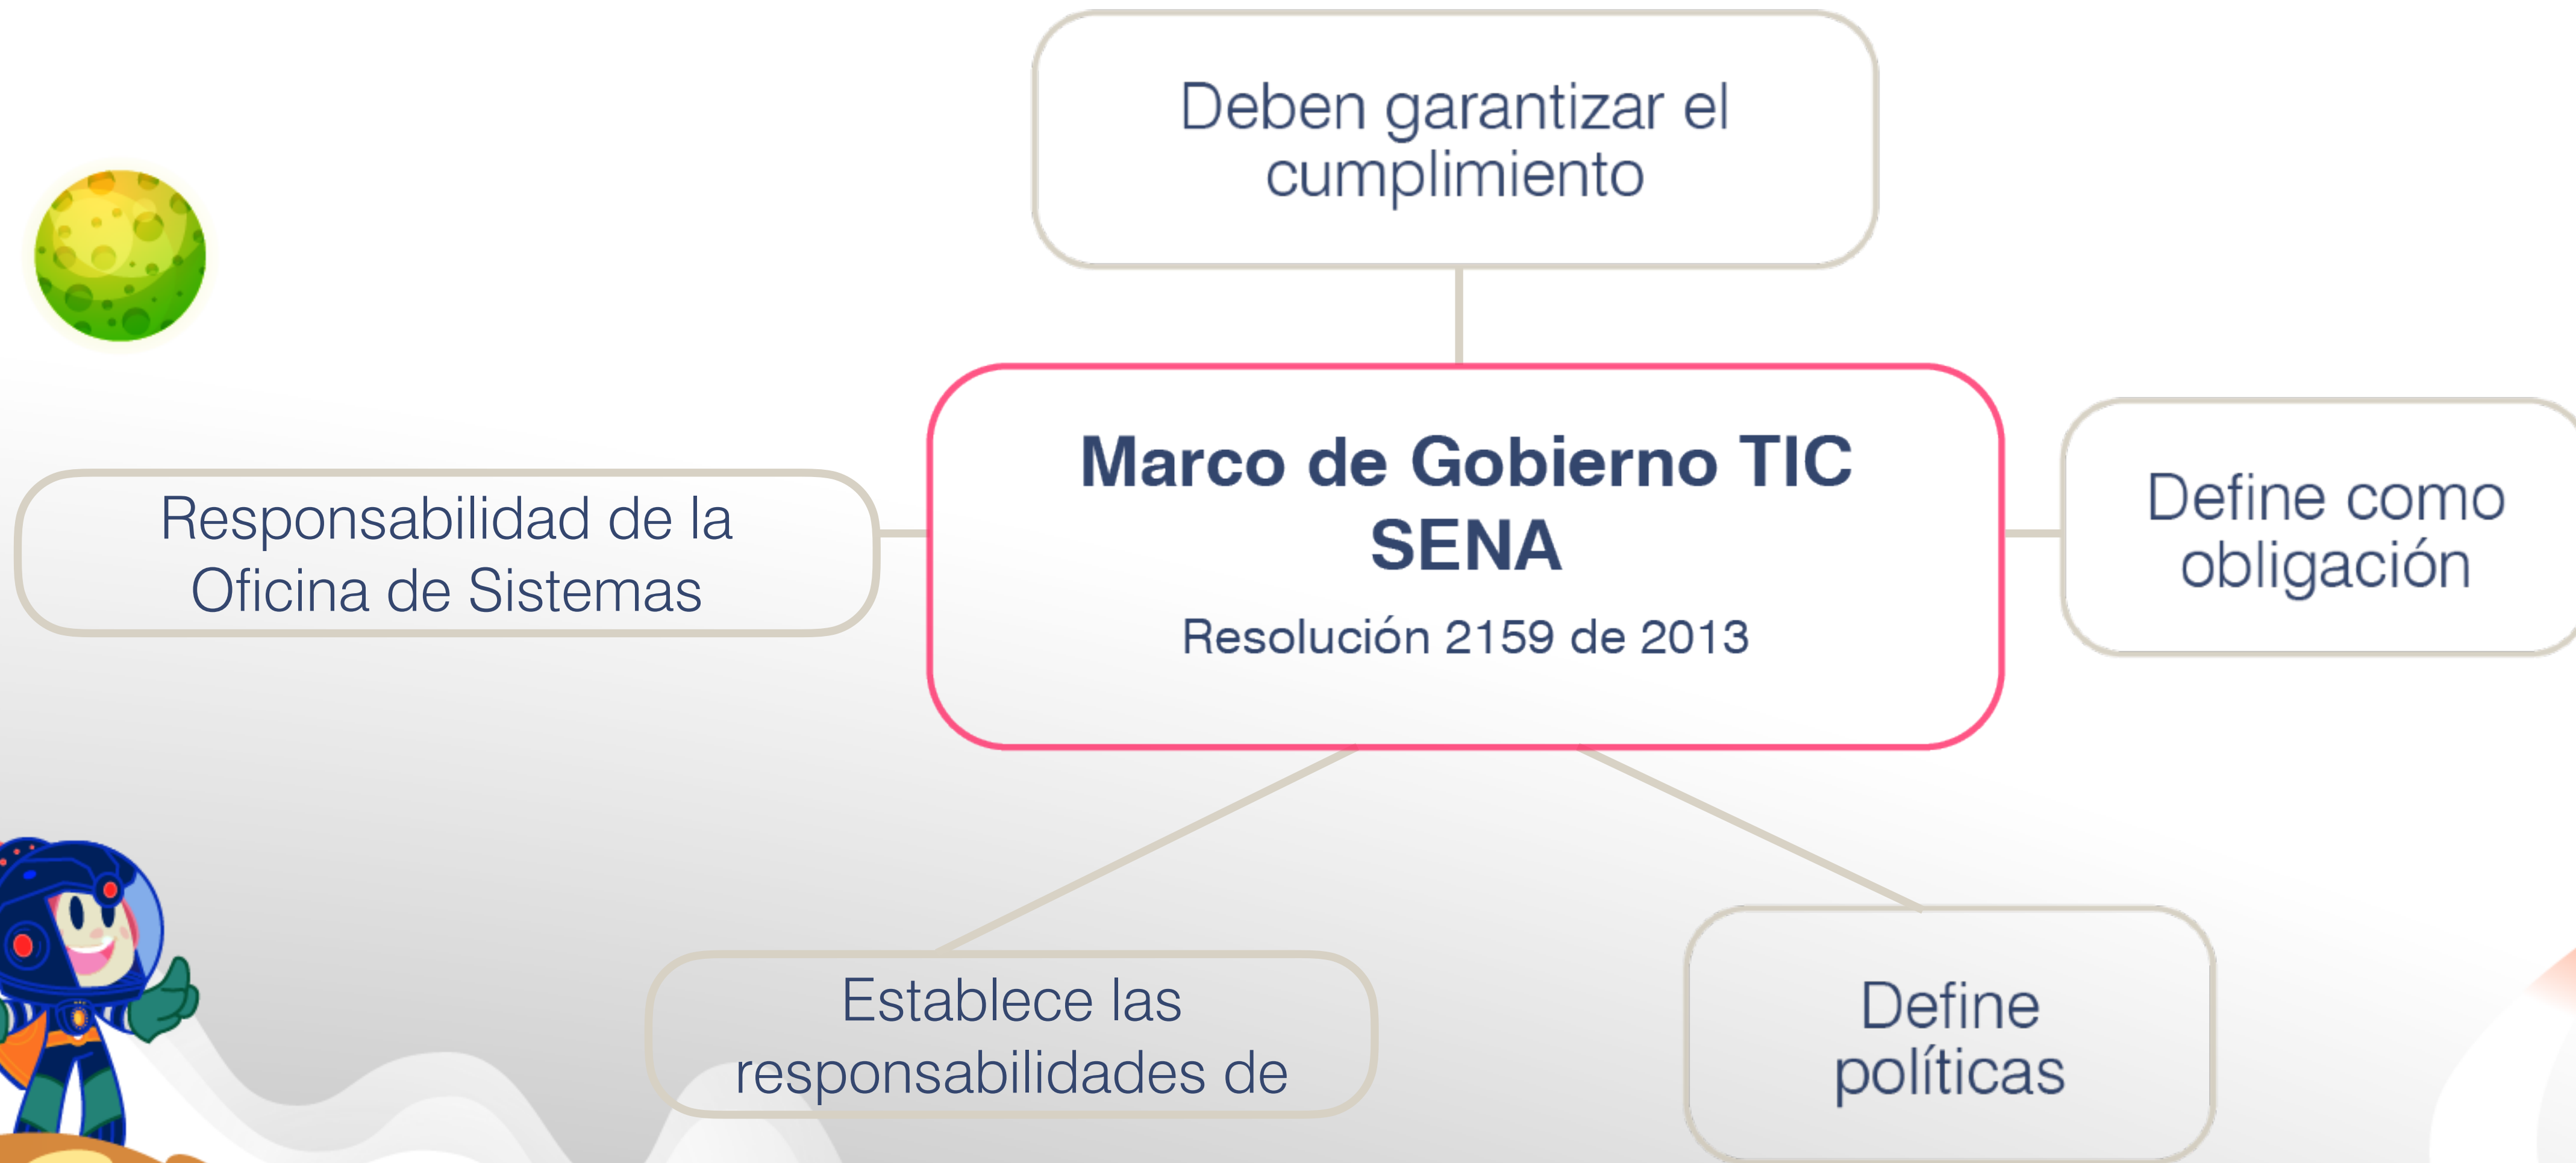 Deben garantizar el
cumplimiento
Marco de Gobierno TIC
SENA
Resolución 2159 de 2013
Responsabilidad de la
Oficina de Sistemas
Define como
obligación
Establece las
responsabilidades de
Define
políticas